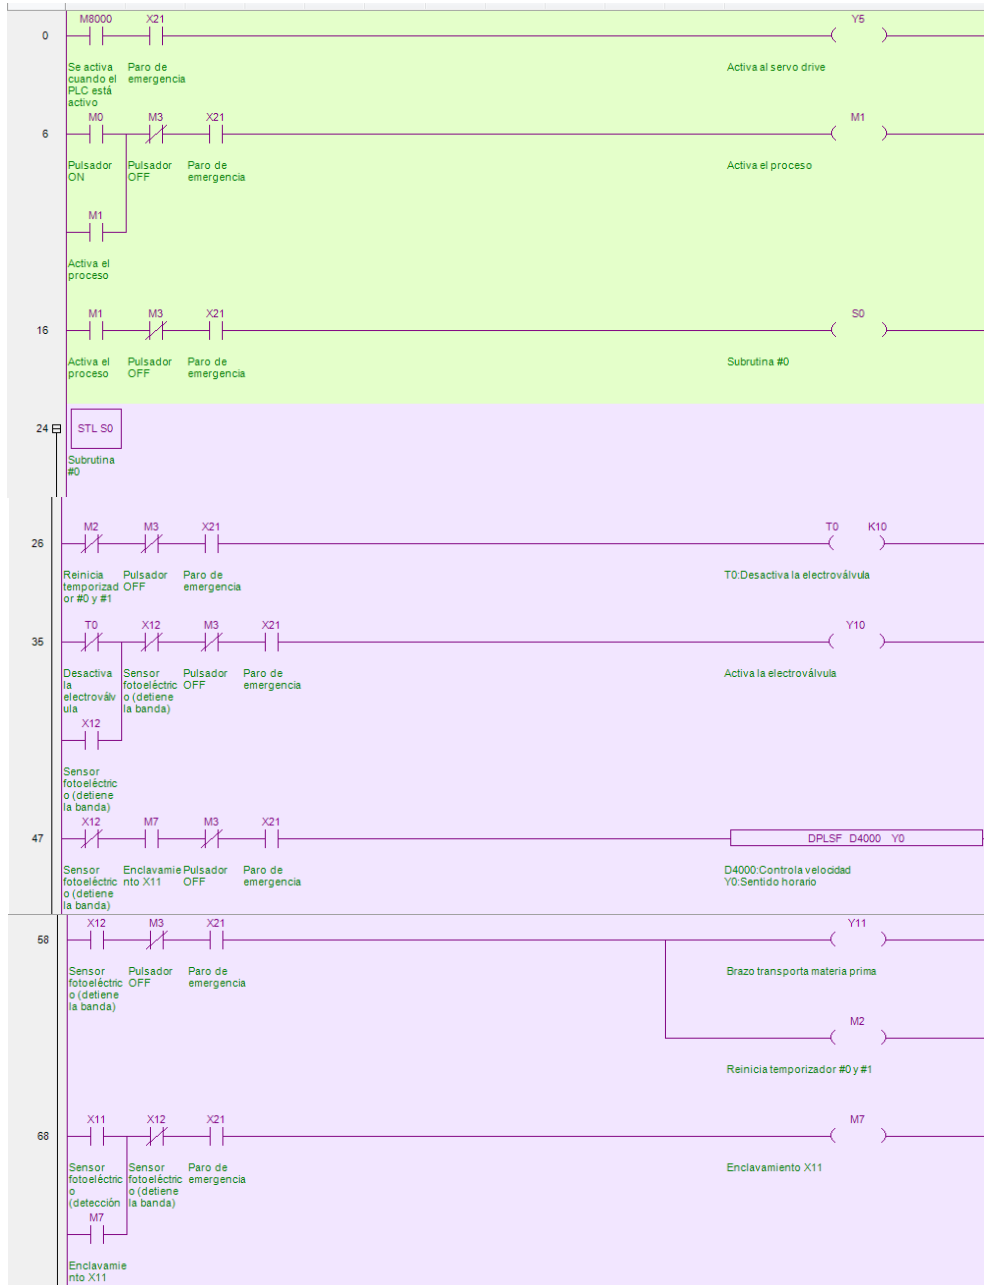 M8000 X21 Y5
0
Se activa cuando el PLC está activo
Paro de emergencia
Activa al servo drive
M0 M3 X21 M1
6
Pulsador ON
Pulsador OFF
Paro de emergencia
Activa el proceso
M1
Activa el proceso
M1 M3 X21 S0
16
Activa el proceso
Pulsador OFF
Paro de emergencia
Subrutina #0
24
STL S0
Subrutina #0
M2 M3 X21 T0 K10
26
Reinicia temporizad or #0 y #1
Pulsador OFF
Paro de emergencia
T0:Desactiva la electroválvula
T0 X12 M3 X21 Y10
35
Desactiva la electroválv ula
Sensor fotoeléctric o (detiene la banda)
Pulsador OFF
Paro de emergencia
Activa la electroválvula
X12
Sensor fotoeléctric o (detiene la banda)
X12 M7 M3 X21
47
DPLSF D4000 Y0
Sensor fotoeléctric o (detiene la banda)
Enclavamie nto X11
Pulsador OFF
Paro de emergencia
D4000:Controla velocidad
Y0:Sentido horario
X12 M3 X21 Y11
58
Sensor fotoeléctric o (detiene la banda)
Pulsador OFF
Paro de emergencia
Brazo transporta materia prima
M2
Reinicia temporizador #0 y #1
X11 X12 X21 M7
68
Sensor fotoeléctric o (detección
Sensor fotoeléctric o (detiene la banda)
Paro de emergencia
Enclavamiento X11
M7
Enclavamie nto X11